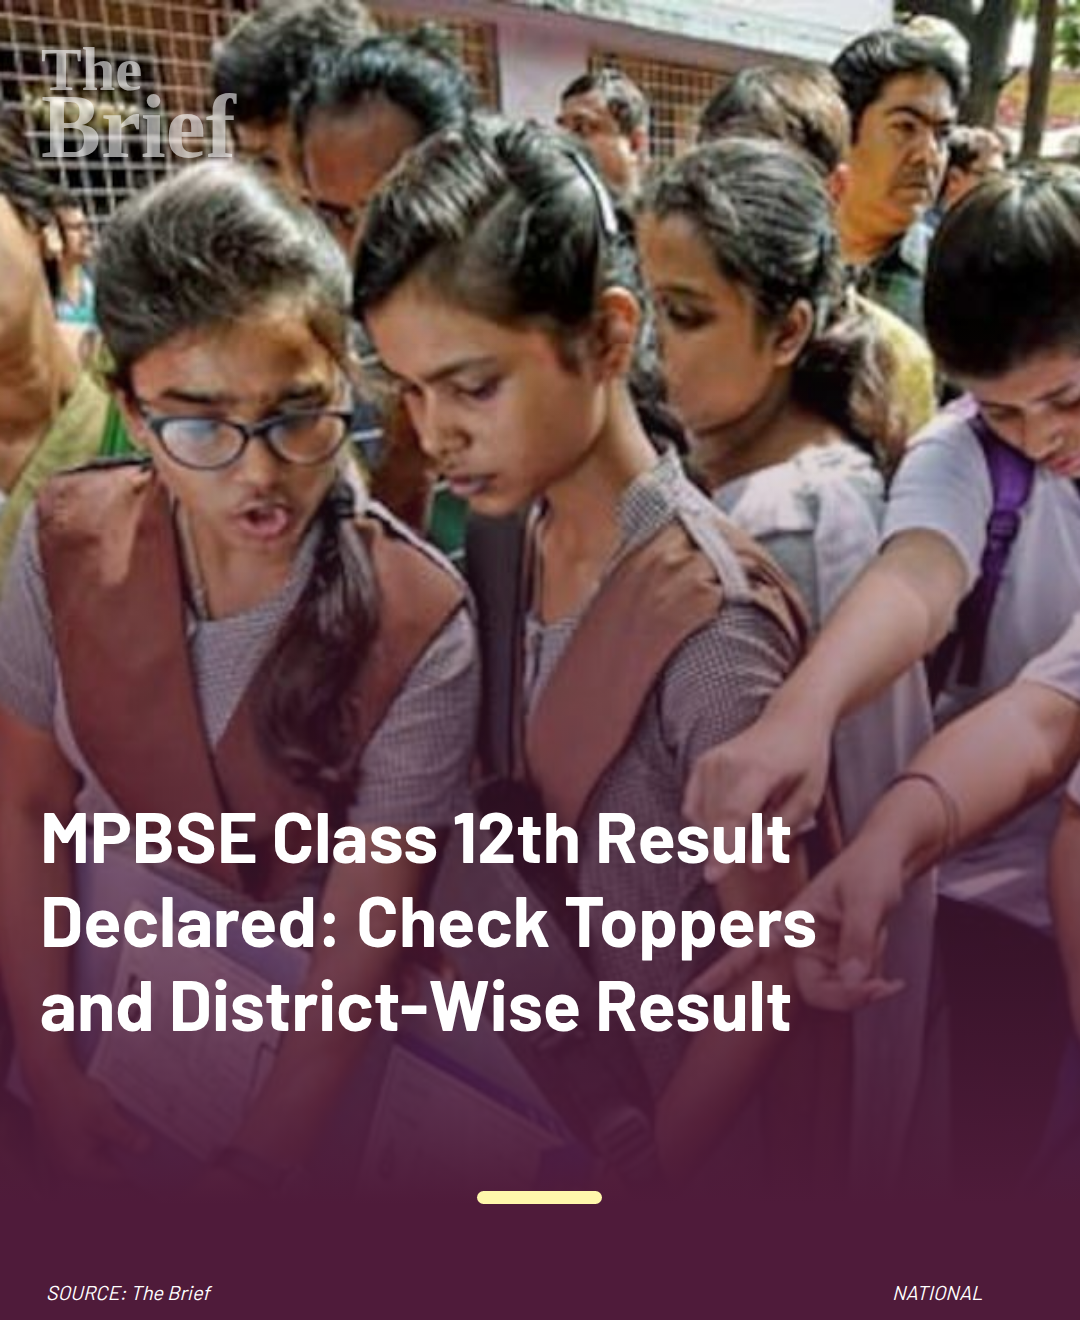 The
Brief
MPBSE Class 12th Result
Declared: Check Toppers
and District-Wise Result
SOURCE: The Brief
NATIONAL